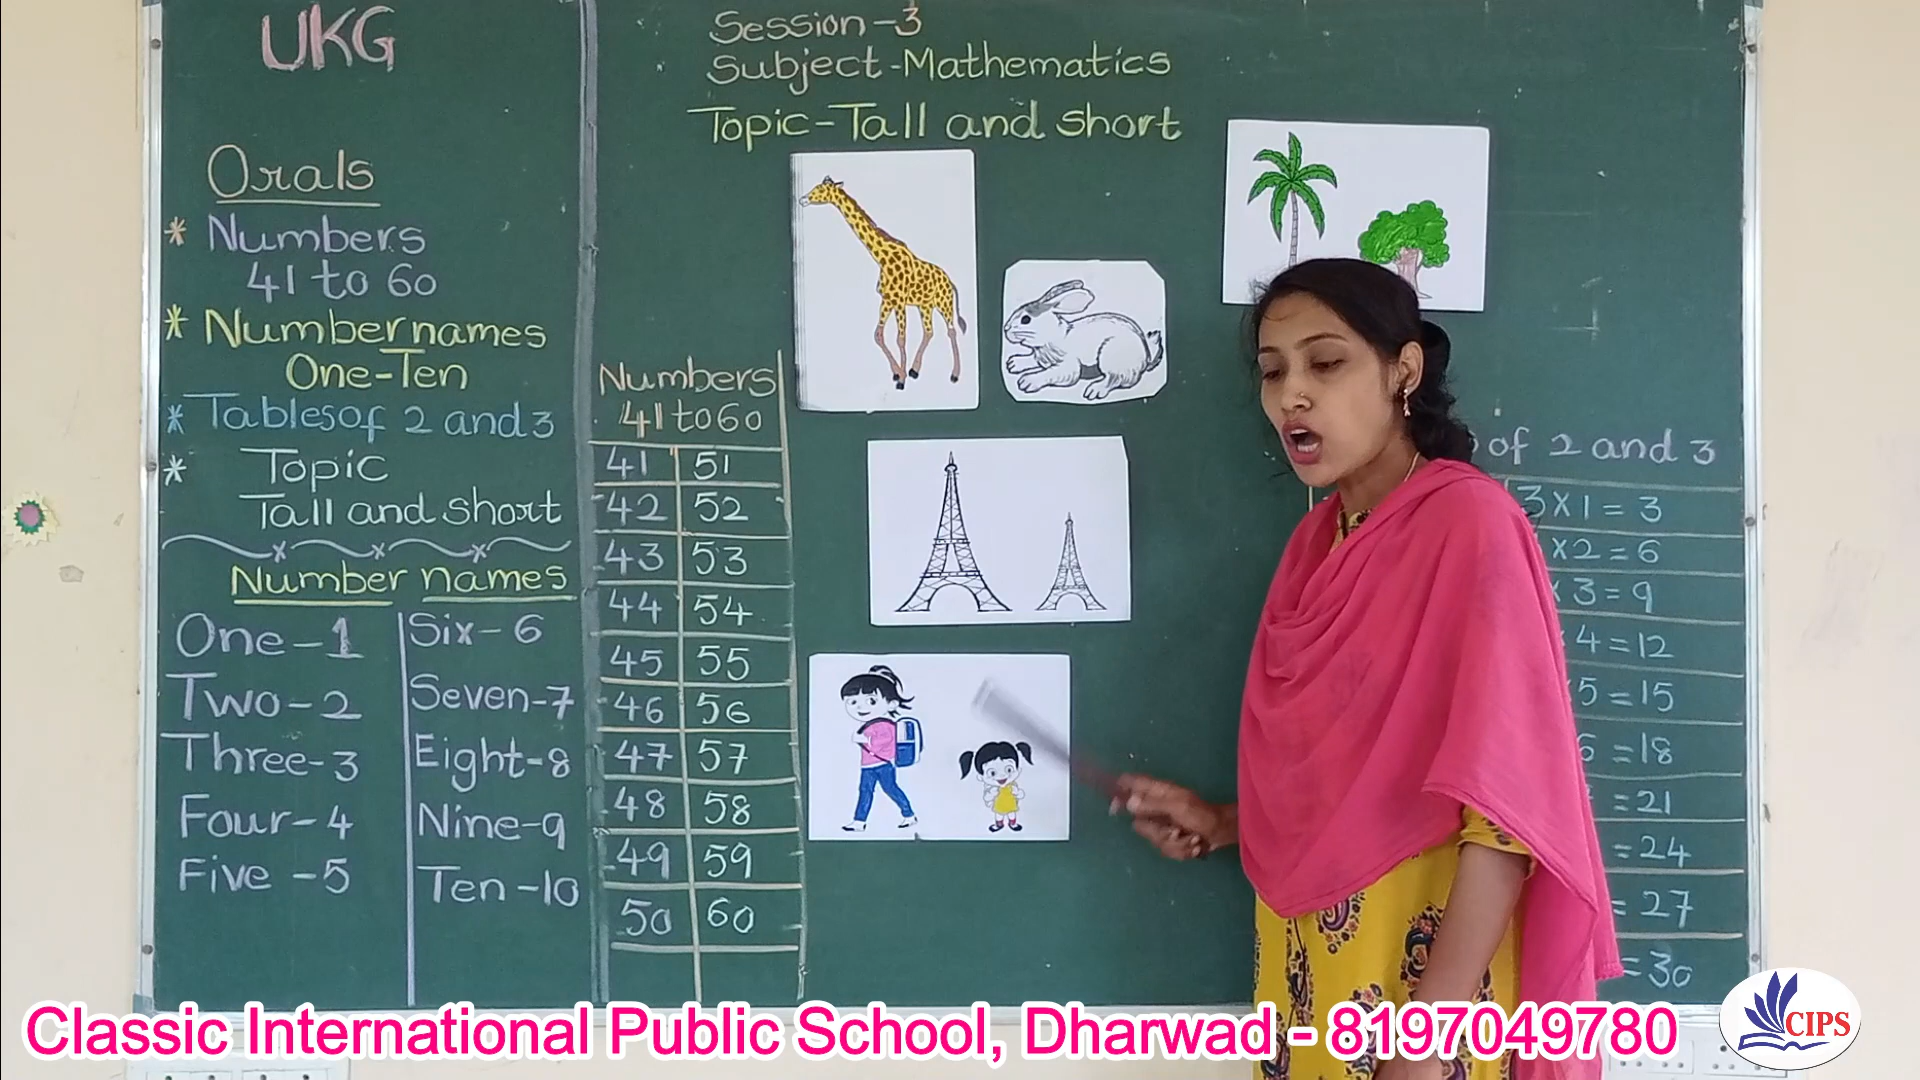 UKG
Orals
* Numbers
41 to 60
* Number names
One-Ten
* Tables of 2 and 3
* Topic
Tall and short
Number names
One-1
Two-2
Three-3
Four-4
Five-5
Six-6
Seven-7
Eight-8
Nine-9
Ten-10
Session-3
Subject-Mathematics
Topic-Tall and short
Numbers
41 to 60
41 51
42 52
43 53
44 54
45 55
46 56
47 57
48 58
49 59
50 60
of 2 and 3
3x1=3
x2=6
x3=9
4=12
5=15
6=18
=21
=24
=27
=30
Classic International Public School, Dharwad - 8197049780
CIPS